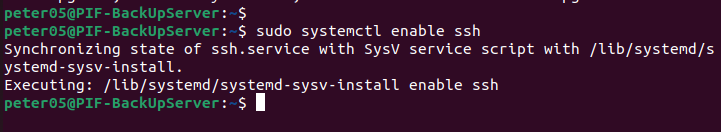 peter05@PIF-BackUpServer:~$
peter05@PIF-BackUpServer:~$ sudo systemctl enable ssh
Synchronizing state of ssh.service with SysV service script with /lib/systemd/s
ystemd-sysv-install.
Executing: /lib/systemd/systemd-sysv-install enable ssh
peter05@PIF-BackUpServer:~$